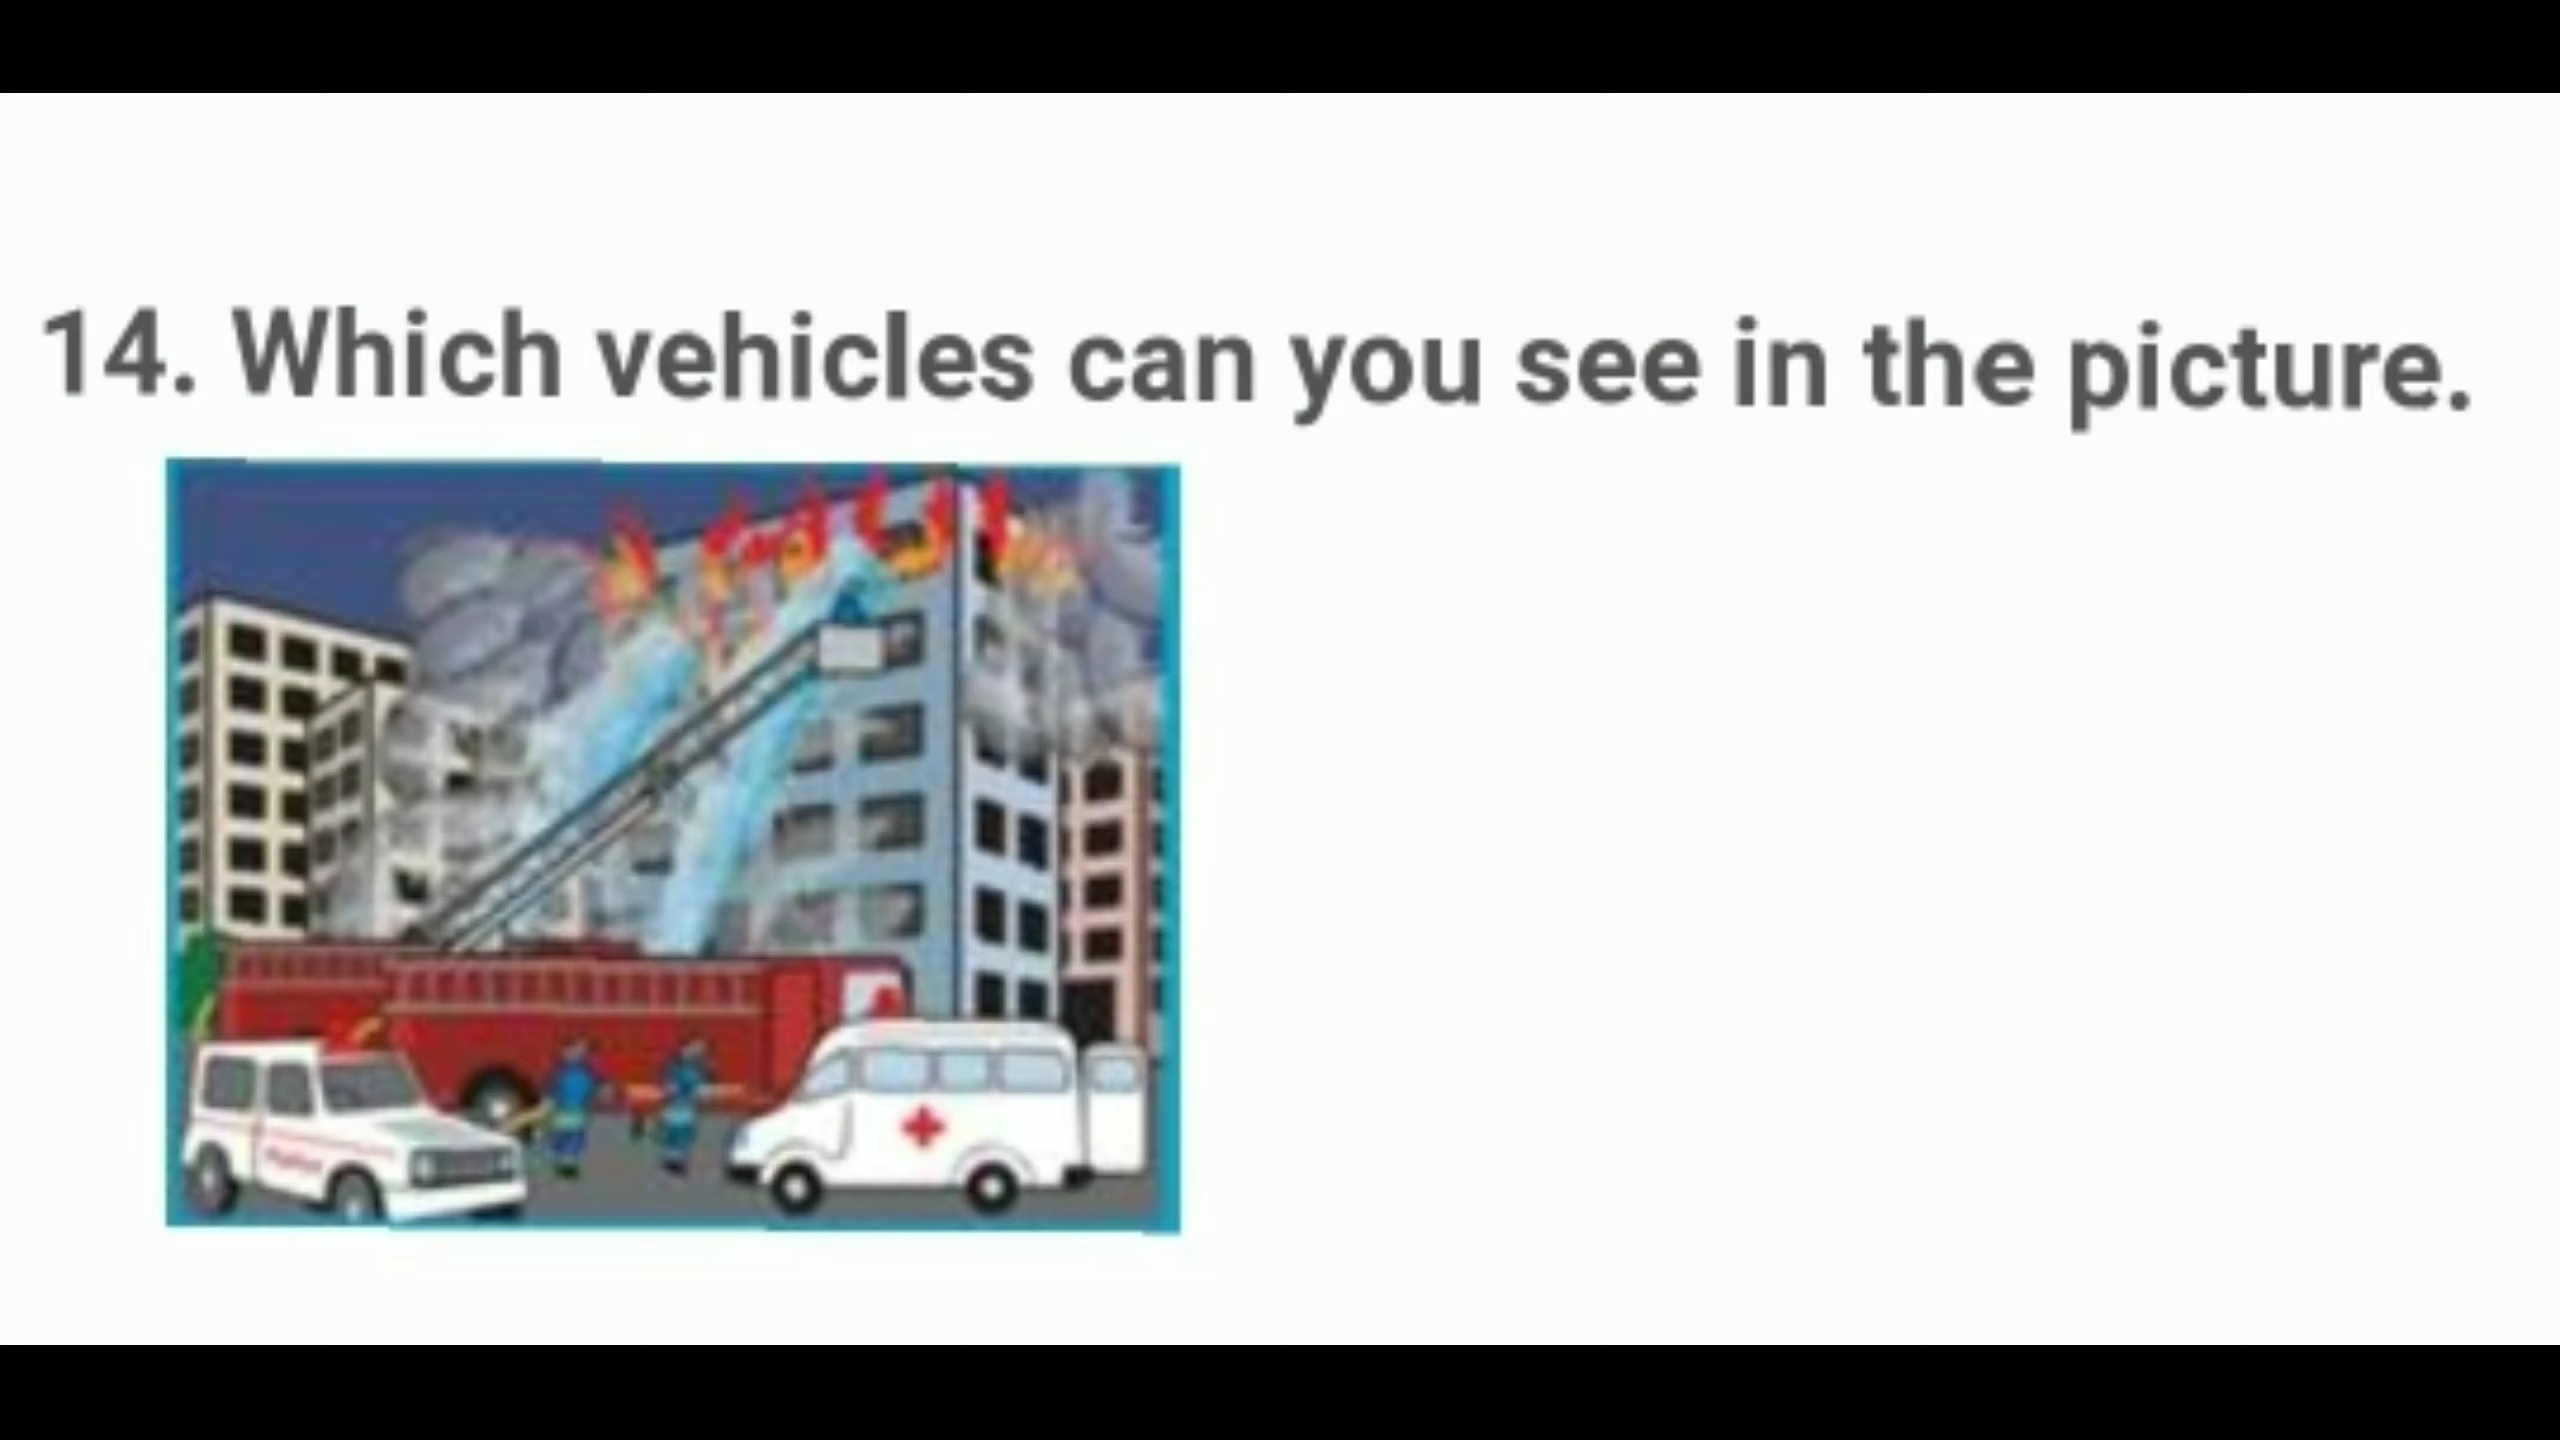 14. Which vehicles can you see in the picture.